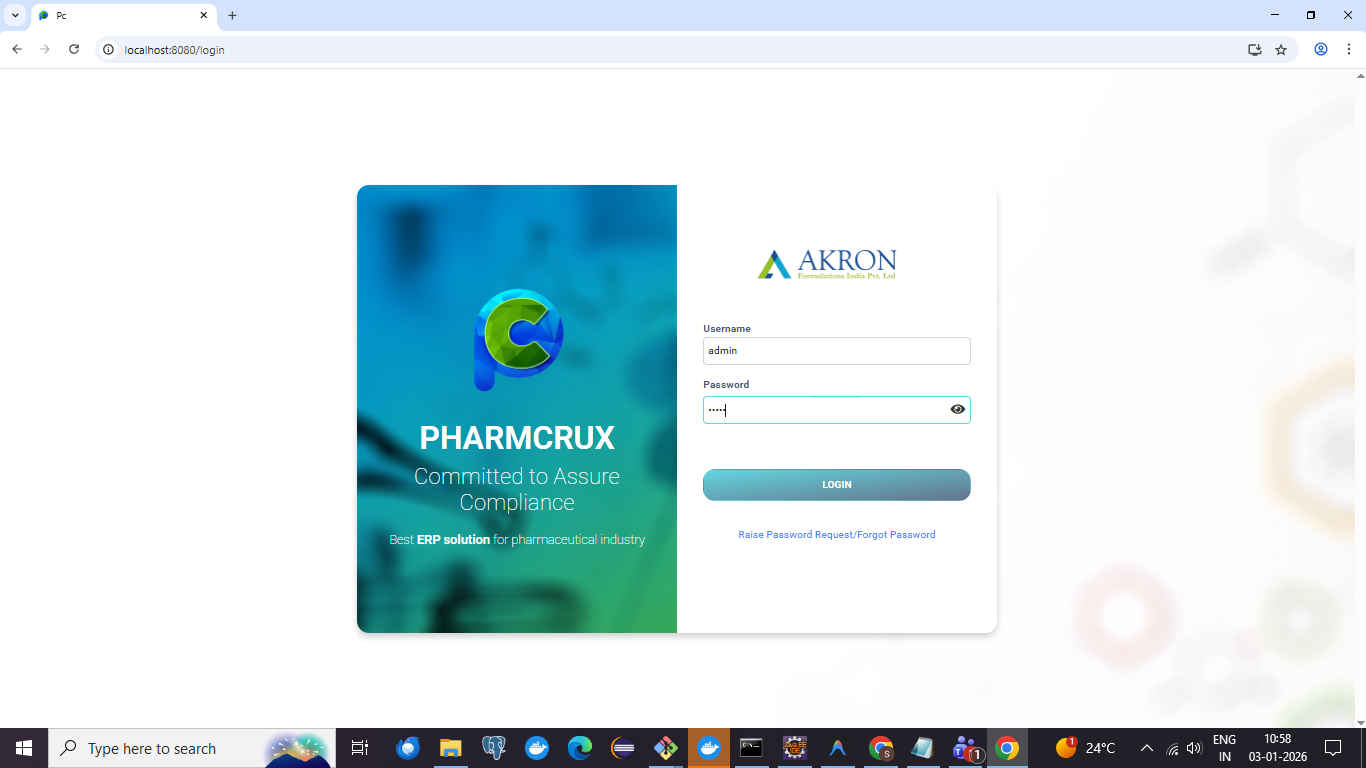 Pc
localhost:8080/login
AKRON
Formulations India Pvt. Ltd
Username
admin
Password
•••••
LOGIN
Raise Password Request/Forgot Password
PHARMCRUX
Committed to Assure
Compliance
Best ERP solution for pharmaceutical industry
Type here to search
1
1
24°C
ENG
IN
10:58
03-01-2026